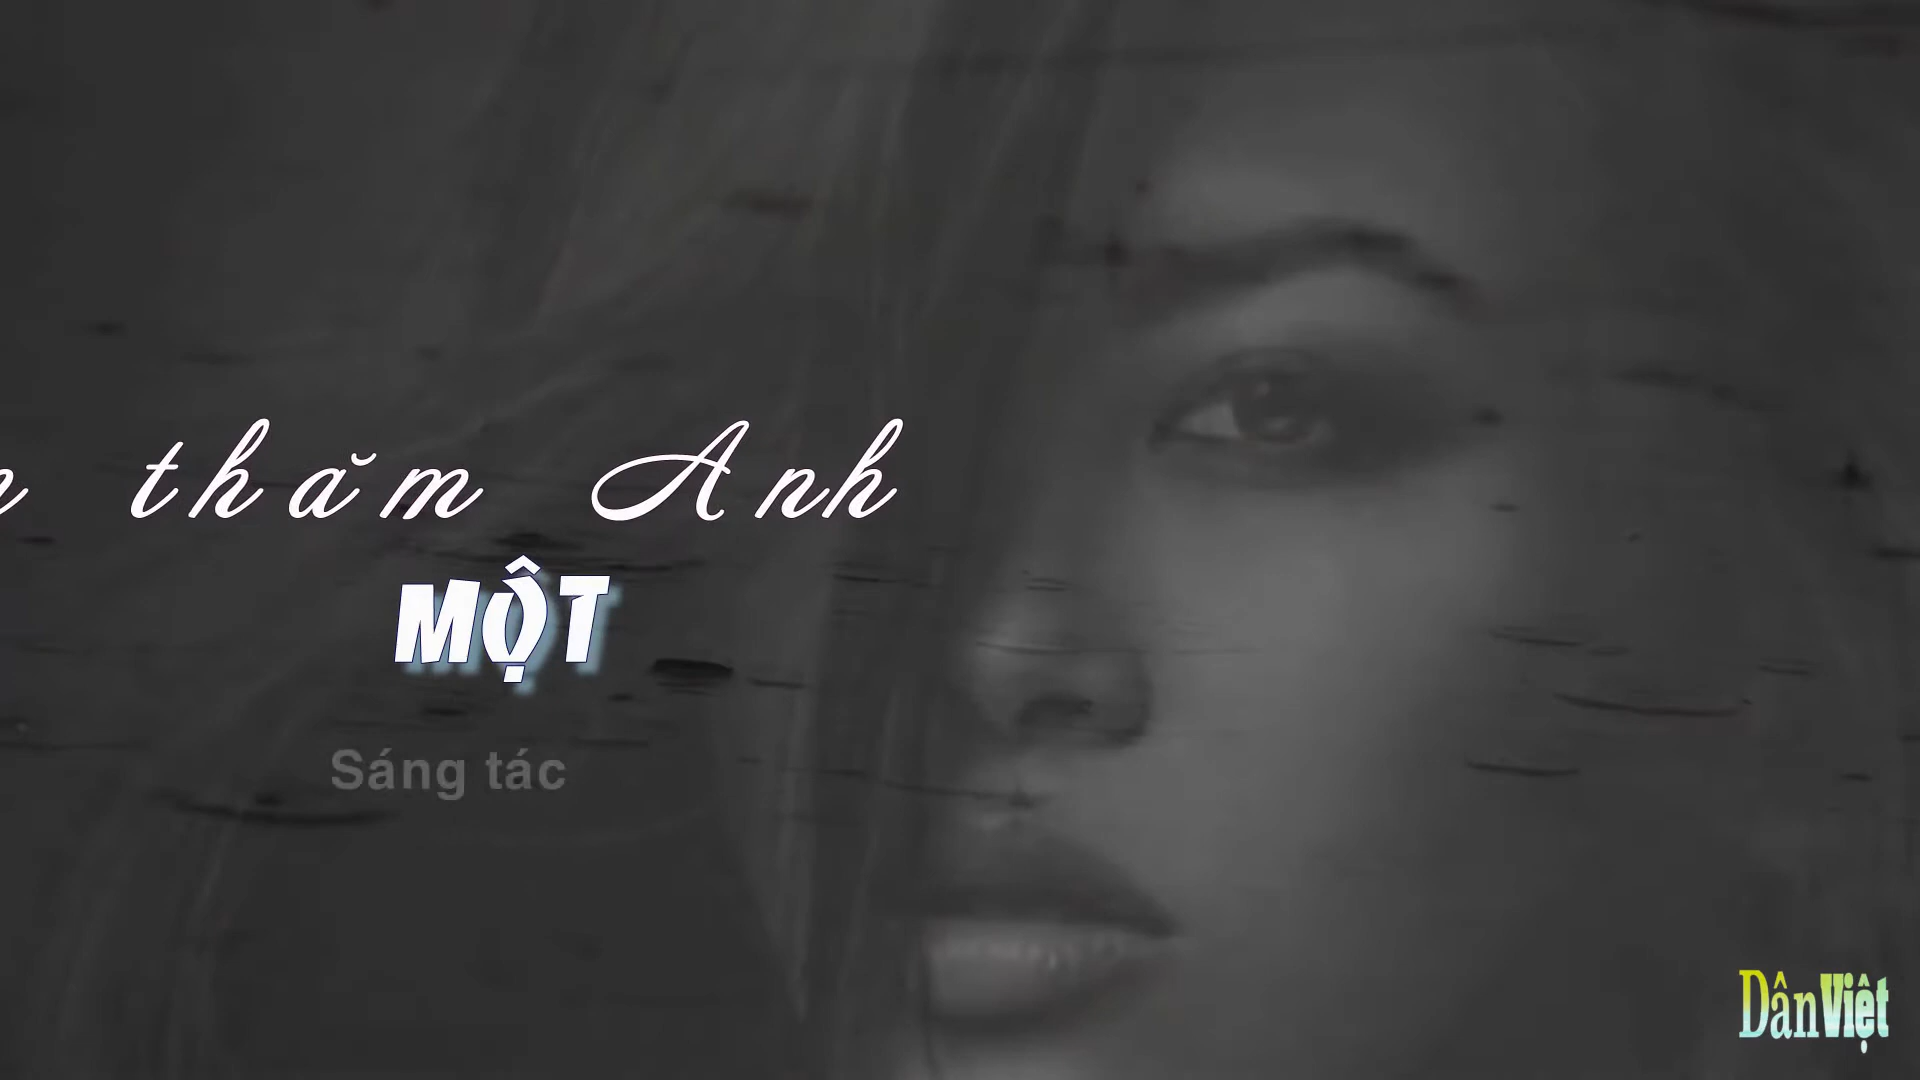 thăm Anh
MỘT
Sáng tác
DânViệt